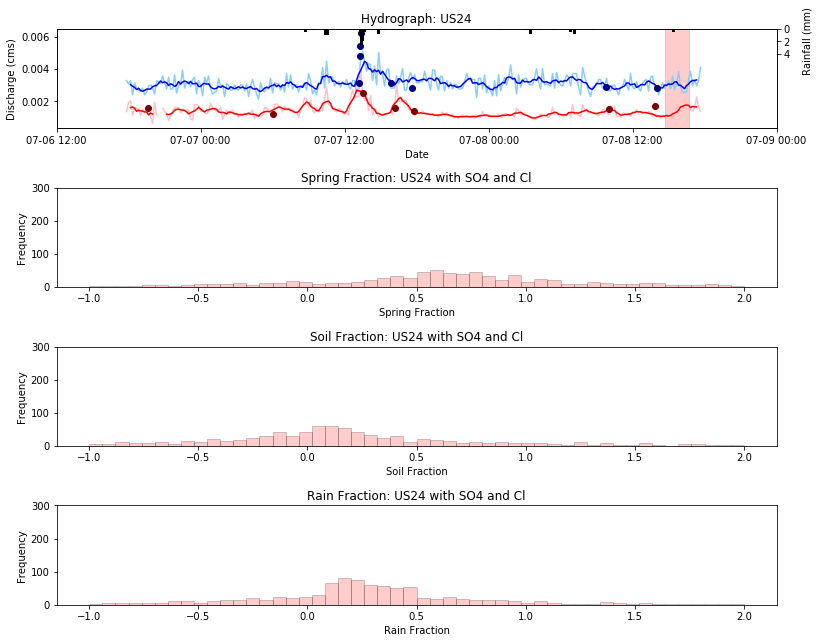 Hydrograph: US24
Discharge (cms)
0.006
0.004
0.002
0
2
4
Rainfall (mm)
07-06 12:00 07-07 00:00 07-07 12:00 07-08 00:00 07-08 12:00 07-09 00:00
Date
Spring Fraction: US24 with SO4 and Cl
Frequency
300
200
100
0
−1.0 −0.5 0.0 0.5 1.0 1.5 2.0
Spring Fraction
Soil Fraction: US24 with SO4 and Cl
Frequency
300
200
100
0
−1.0 −0.5 0.0 0.5 1.0 1.5 2.0
Soil Fraction
Rain Fraction: US24 with SO4 and Cl
Frequency
300
200
100
0
−1.0 −0.5 0.0 0.5 1.0 1.5 2.0
Rain Fraction